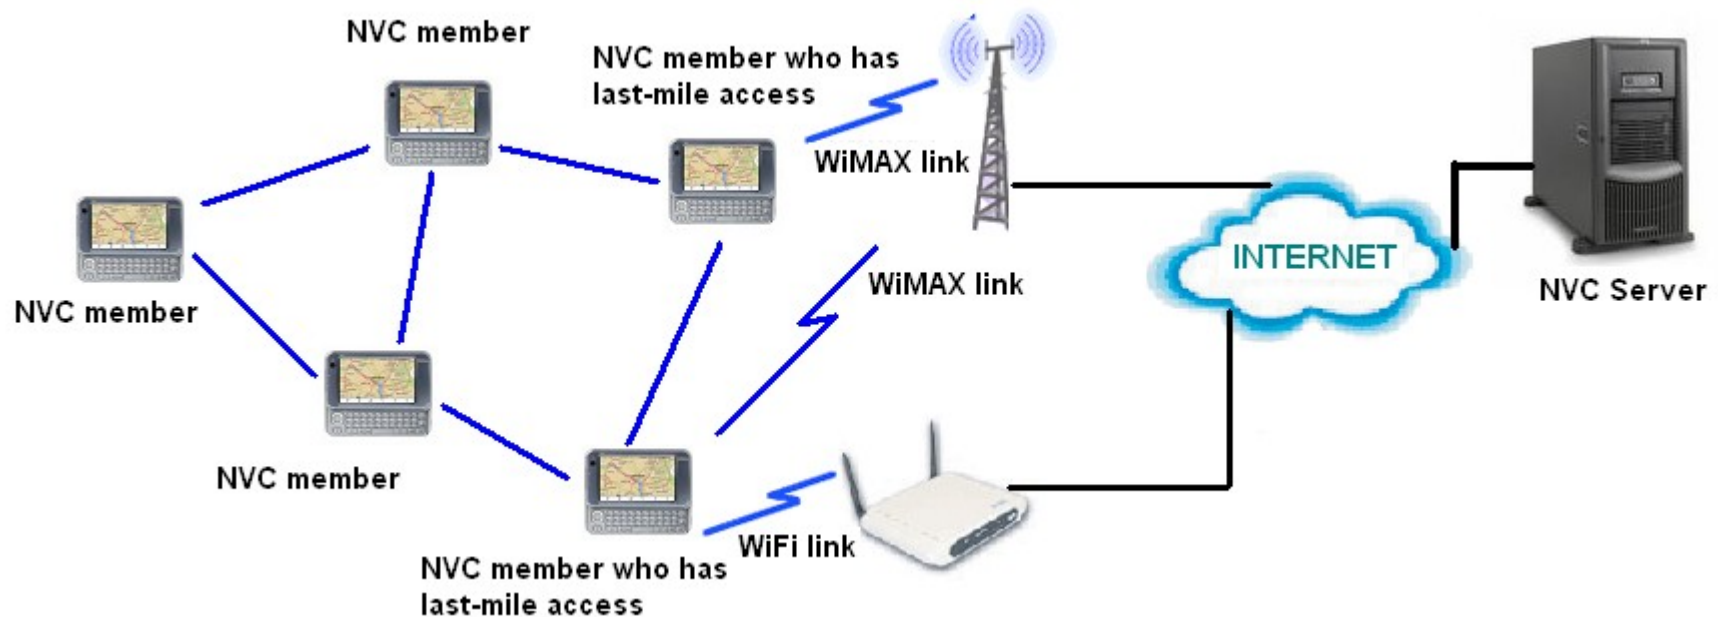 NVC member
NVC member who has
last-mile access
WiMAX link
INTERNET
WiMAX link
NVC Server
NVC member
NVC member
WiFi link
NVC member who has
last-mile access